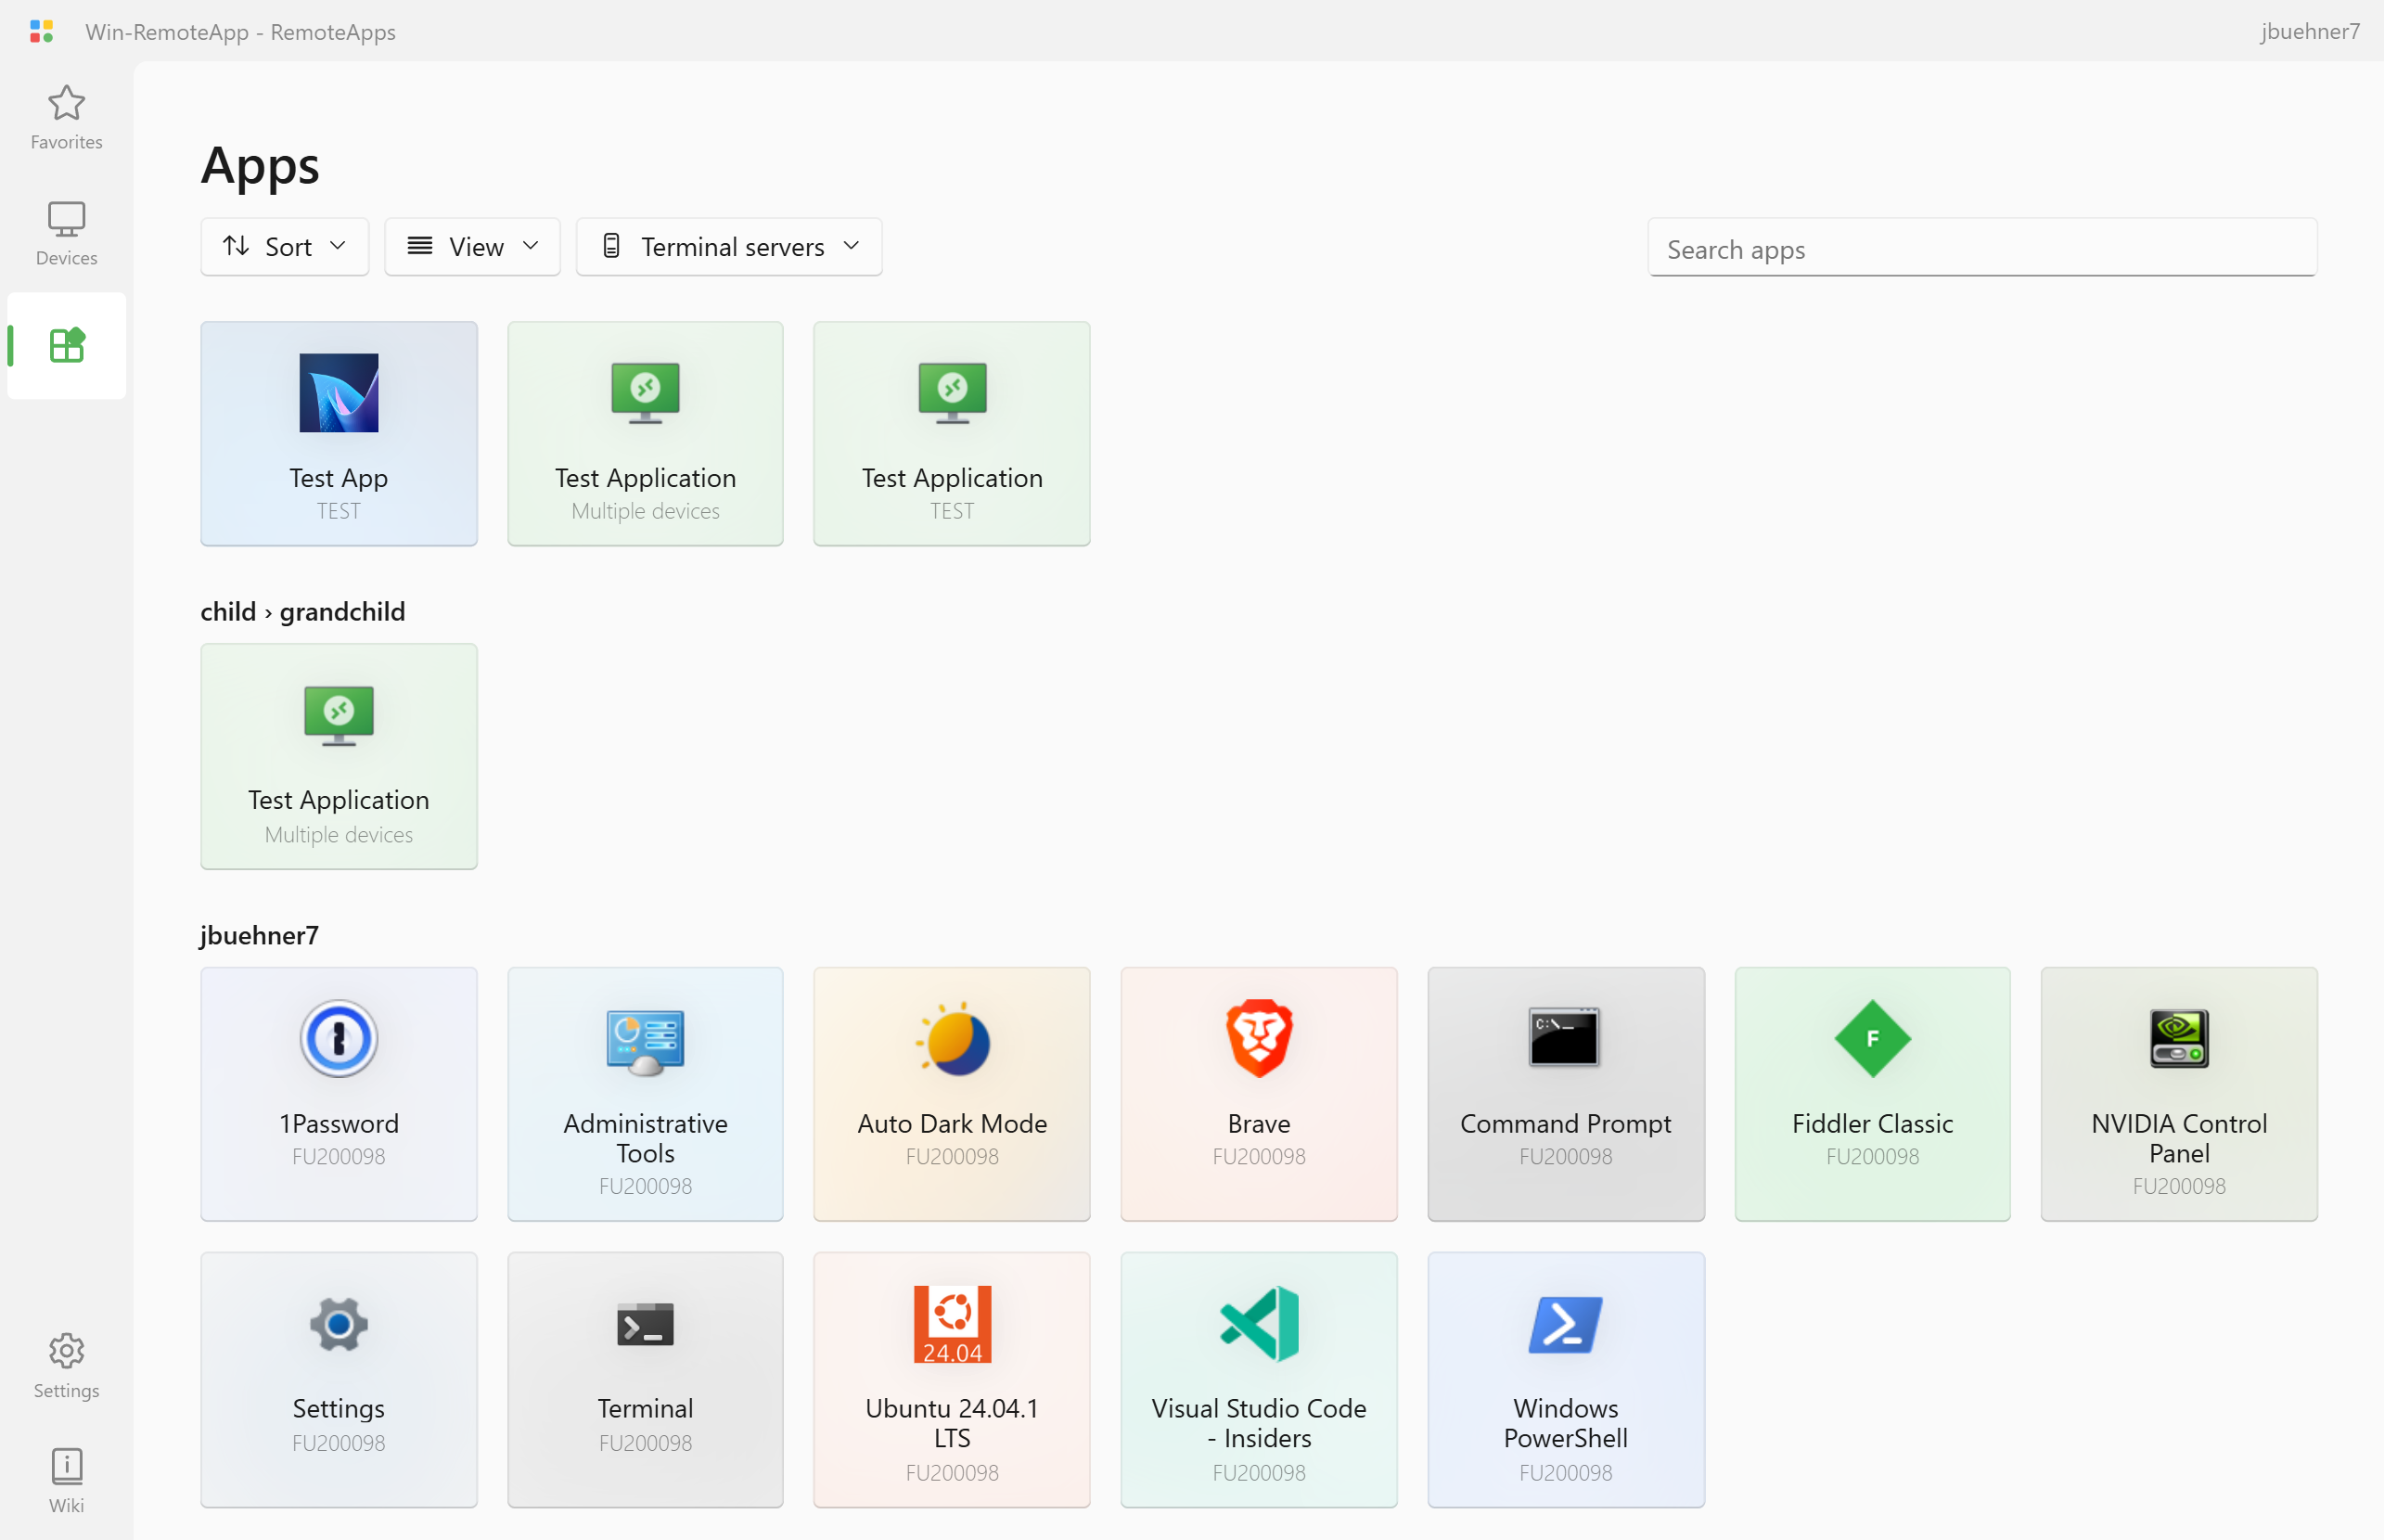 Win-RemoteApp - RemoteApps
jbuehner7
Favorites
Devices
Settings
Wiki
Apps
Sort
View
Terminal servers
Search apps
Test App
TEST
Test Application
Multiple devices
Test Application
TEST
child › grandchild
Test Application
Multiple devices
jbuehner7
1Password
FU200098
Administrative
Tools
FU200098
Auto Dark Mode
FU200098
Brave
FU200098
C:\_
Command Prompt
FU200098
F
Fiddler Classic
FU200098
NVIDIA Control
Panel
FU200098
Settings
FU200098
Terminal
FU200098
24.04
Ubuntu 24.04.1
LTS
FU200098
Visual Studio Code
- Insiders
FU200098
Windows
PowerShell
FU200098